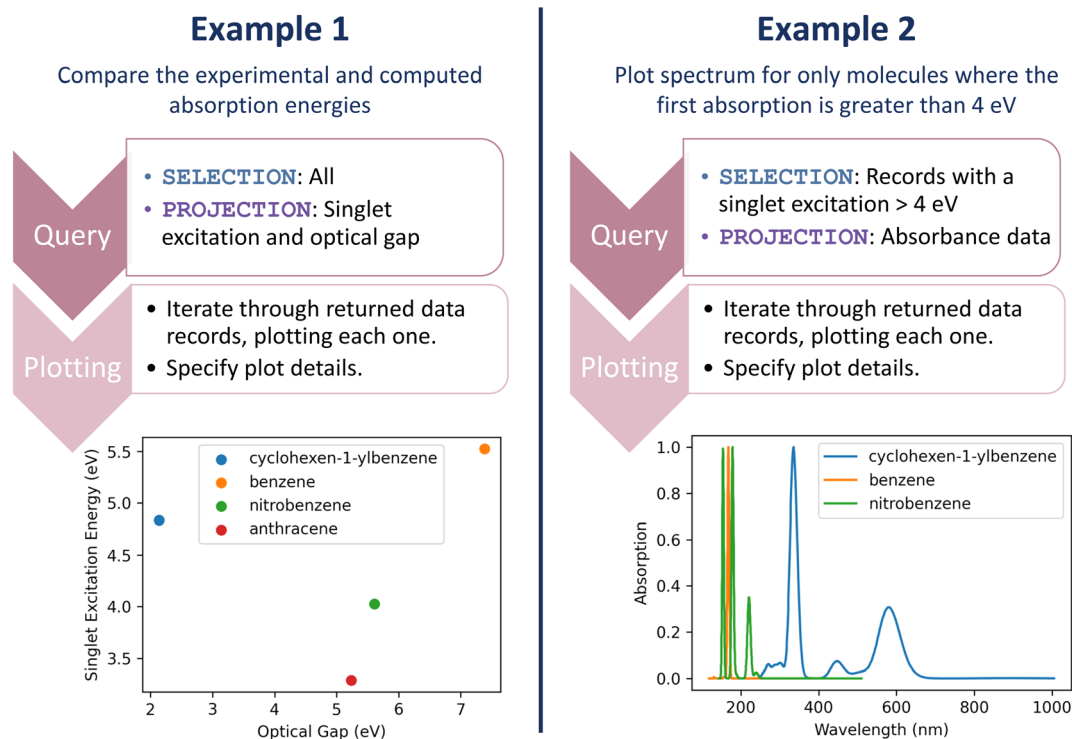 Example 1
Compare the experimental and computed
absorption energies
Query
• SELECTION: All
• PROJECTION: Singlet
excitation and optical gap
Plotting
• Iterate through returned data
records, plotting each one.
• Specify plot details.
Singlet Excitation Energy (eV)
5.5
5.0
4.5
4.0
3.5
cyclohexen-1-ylbenzene
benzene
nitrobenzene
anthracene
2 3 4 5 6 7
Optical Gap (eV)
Example 2
Plot spectrum for only molecules where the
first absorption is greater than 4 eV
Query
• SELECTION: Records with a
singlet excitation > 4 eV
• PROJECTION: Absorbance data
Plotting
• Iterate through returned data
records, plotting each one.
• Specify plot details.
Absorption
1.0
0.8
0.6
0.4
0.2
0.0
cyclohexen-1-ylbenzene
benzene
nitrobenzene
200 400 600 800 1000
Wavelength (nm)